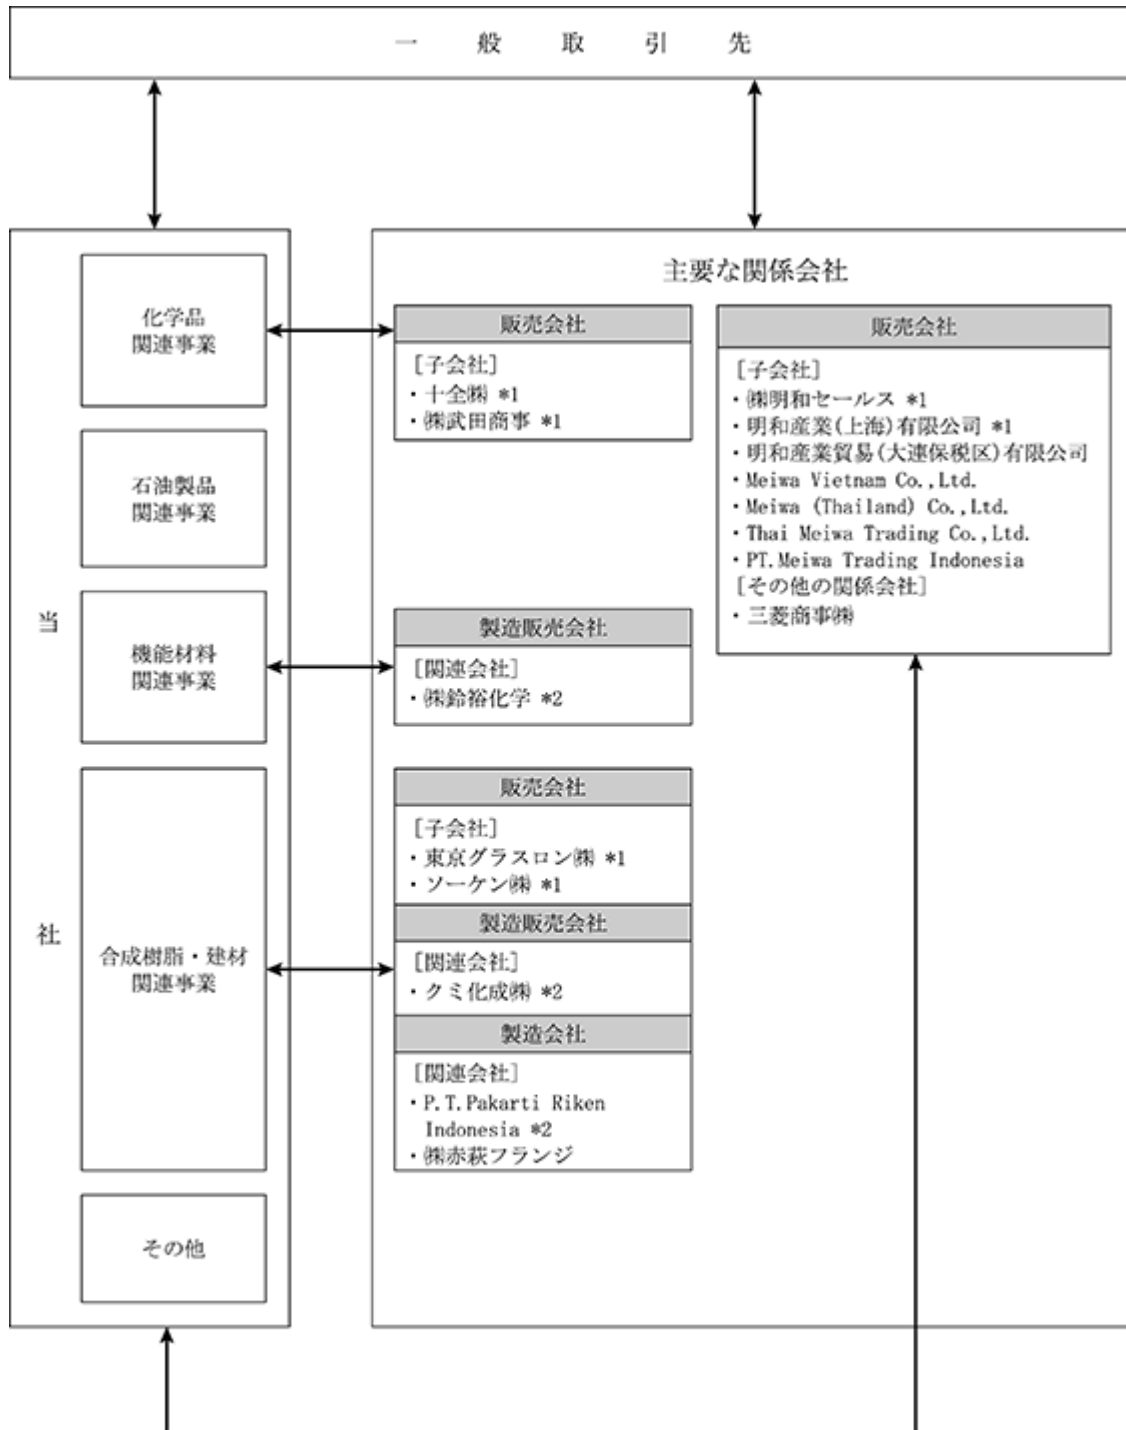 一般取引先
当社
化学品
関連事業
石油製品
関連事業
機能材料
関連事業
合成樹脂・建材
関連事業
その他
主要な関係会社
販売会社
[子会社]
・十全㈱ *1
・㈱武田商事 *1
製造販売会社
[関連会社]
・㈱鈴裕化学 *2
販売会社
[子会社]
・東京グラスロン㈱ *1
・ソーケン㈱ *1
製造販売会社
[関連会社]
・クミ化成㈱ *2
製造会社
[関連会社]
・P.T.Pakarti Riken
Indonesia *2
・㈱赤萩フランジ
販売会社
[子会社]
・㈱明和セールス *1
・明和産業(上海)有限公司 *1
・明和産業貿易(大連保税区)有限公司
・Meiwa Vietnam Co.,Ltd.
・Meiwa (Thailand) Co.,Ltd.
・Thai Meiwa Trading Co.,Ltd.
・PT.Meiwa Trading Indonesia
[その他の関係会社]
・三菱商事㈱